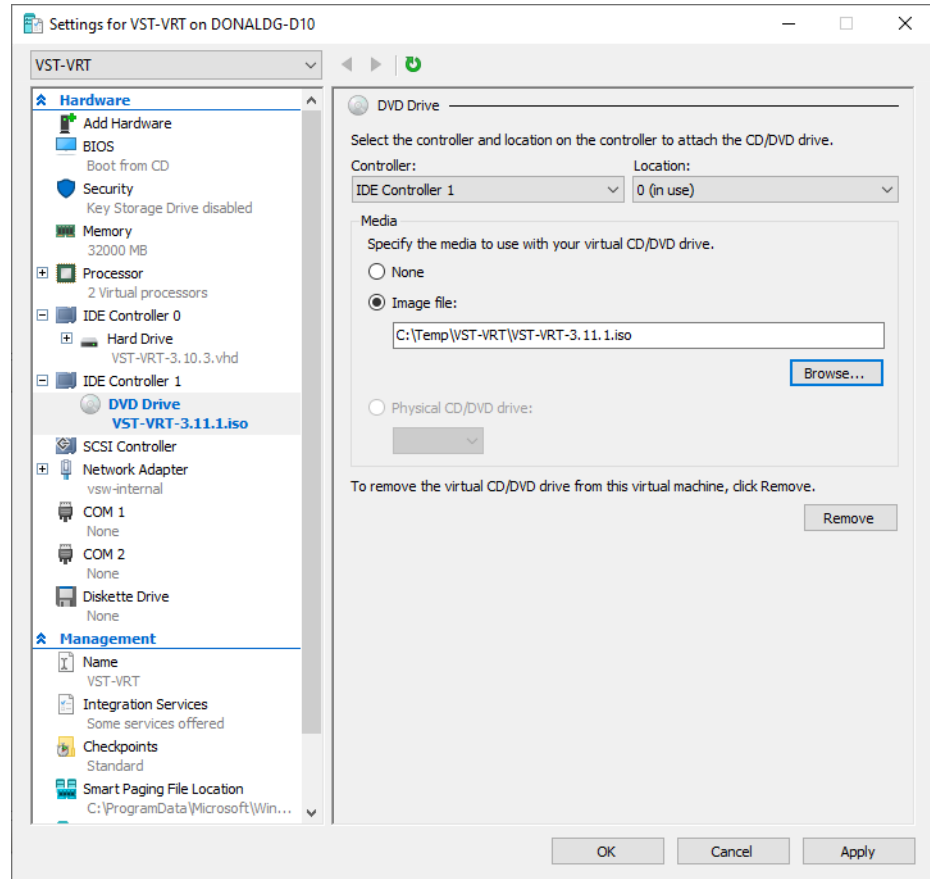 Settings for VST-VRT on DONALDG-D10
VST-VRT
Hardware
Add Hardware
BIOS
Boot from CD
Security
Key Storage Drive disabled
Memory
32000 MB
Processor
2 Virtual processors
IDE Controller 0
Hard Drive
VST-VRT-3.10.3.vhd
IDE Controller 1
DVD Drive
VST-VRT-3.11.1.iso
SCSI Controller
Network Adapter
vsw-internal
COM 1
None
COM 2
None
Diskette Drive
None
Management
Name
VST-VRT
Integration Services
Some services offered
Checkpoints
Standard
Smart Paging File Location
C:\ProgramData\Microsoft\Win...
DVD Drive
Select the controller and location on the controller to attach the CD/DVD drive.
Controller: Location:
IDE Controller 1 0 (in use)
Media
Specify the media to use with your virtual CD/DVD drive.
None
Image file:
C:\Temp\VST-VRT\VST-VRT-3.11.1.iso
Browse...
Physical CD/DVD drive:
To remove the virtual CD/DVD drive from this virtual machine, click Remove.
Remove
OK Cancel Apply